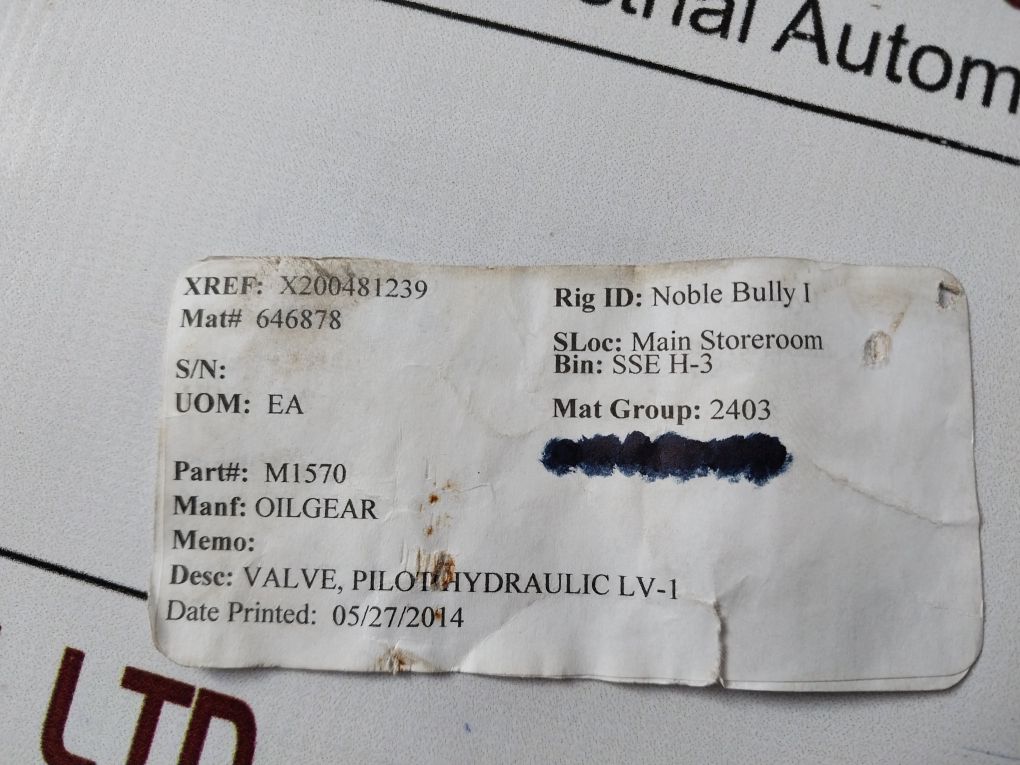 Autom
XREF: X200481239
Mat# 646878
S/N:
UOM: EA
Part#: M1570
Manf: OILGEAR
Memo:
Desc: VALVE, PILOT HYDRAULIC LV-1
Date Printed: 05/27/2014
Rig ID: Noble Bully I
SLoc: Main Storeroom
Bin: SSE H-3
Mat Group: 2403
LTD